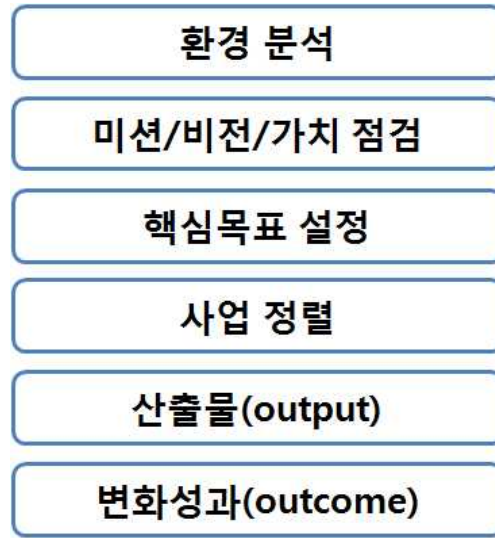 환경 분석
미션/비전/가치 점검
핵심목표 설정
사업 정렬
산출물(output)
변화성과(outcome)